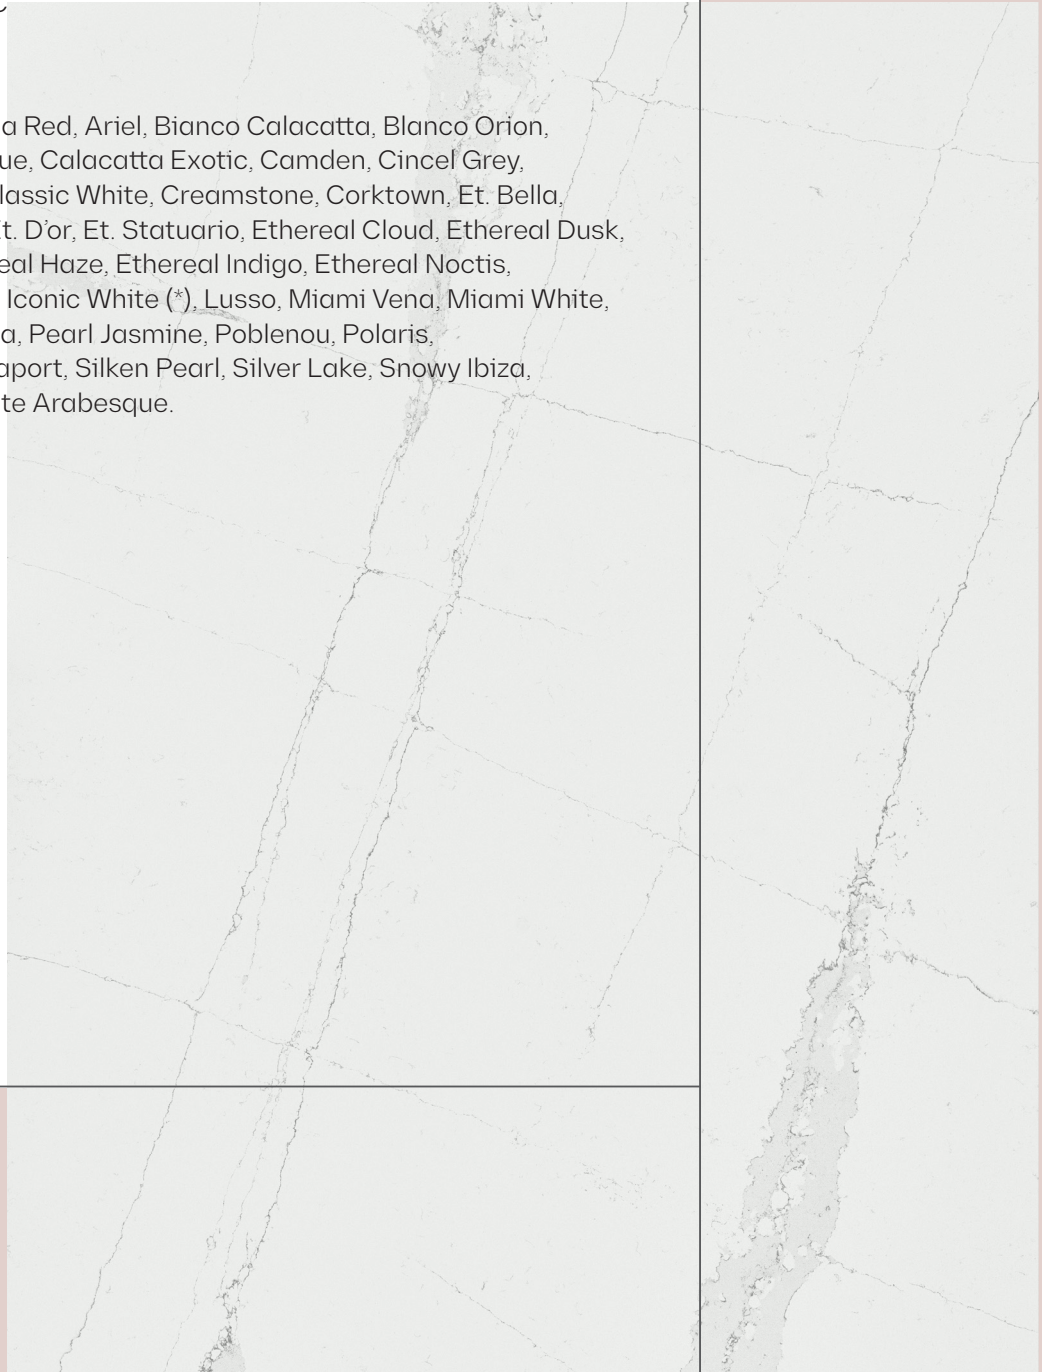 a Red, Ariel, Bianco Calacatta, Blanco Orion,
ue, Calacatta Exotic, Camden, Cincel Grey,
lassic White, Creamstone, Corktown, Et. Bella,
t. D’or, Et. Statuario, Ethereal Cloud, Ethereal Dusk,
eal Haze, Ethereal Indigo, Ethereal Noctis,
Iconic White (*), Lusso, Miami Vena, Miami White,
a, Pearl Jasmine, Poblenou, Polaris,
aport, Silken Pearl, Silver Lake, Snowy Ibiza,
te Arabesque.